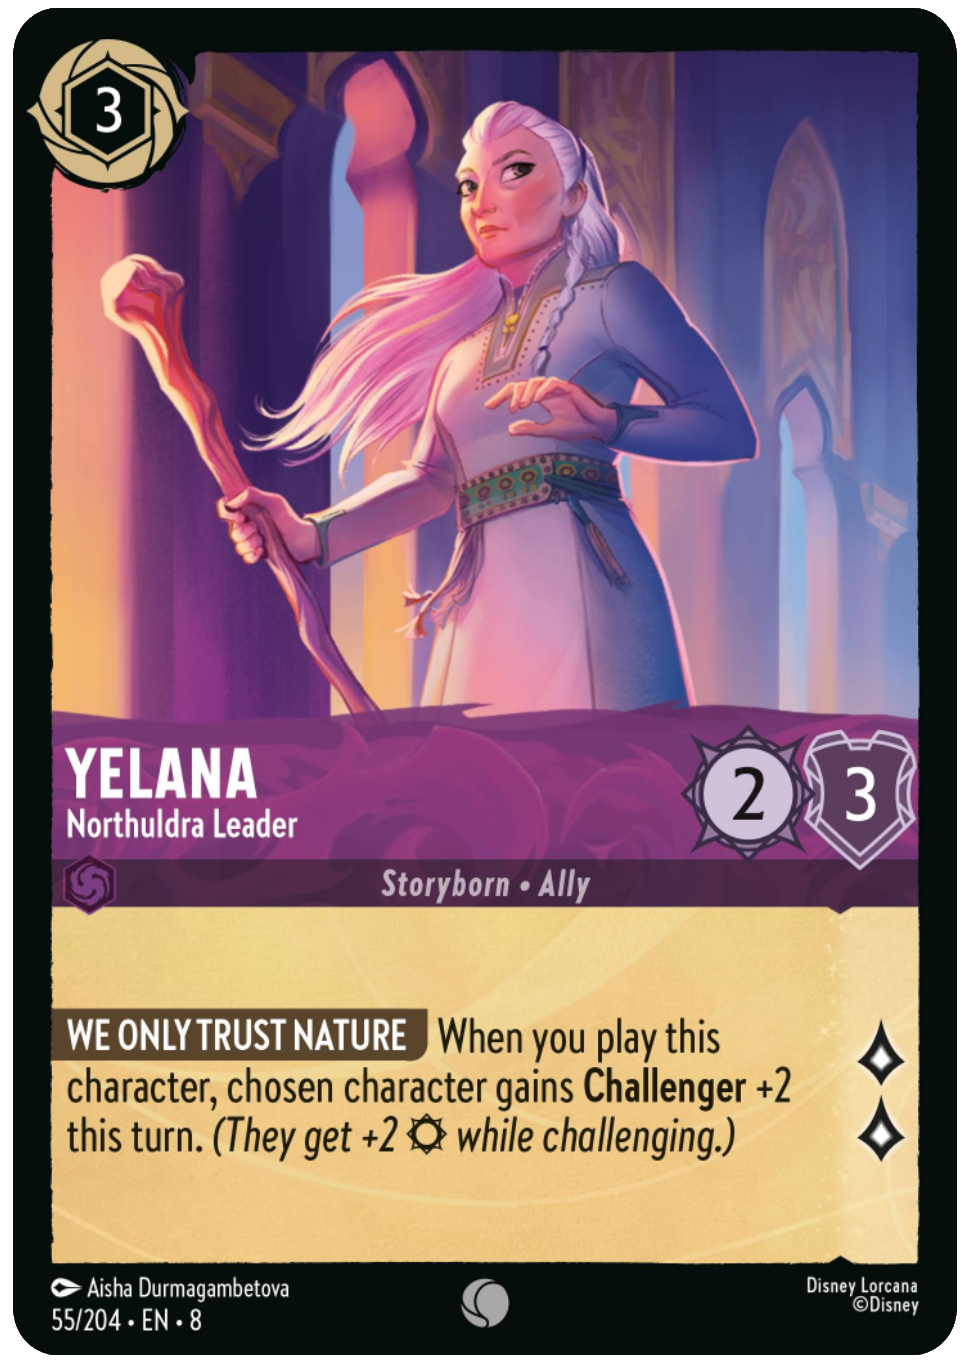 3
YELANA
Northuldra Leader
2
3
Storyborn • Ally
WE ONLY TRUST NATURE When you play this
character, chosen character gains Challenger +2
this turn. (They get +2 while challenging.)
Aisha Durmagambetova
55/204 • EN • 8
Disney Lorcana
©Disney